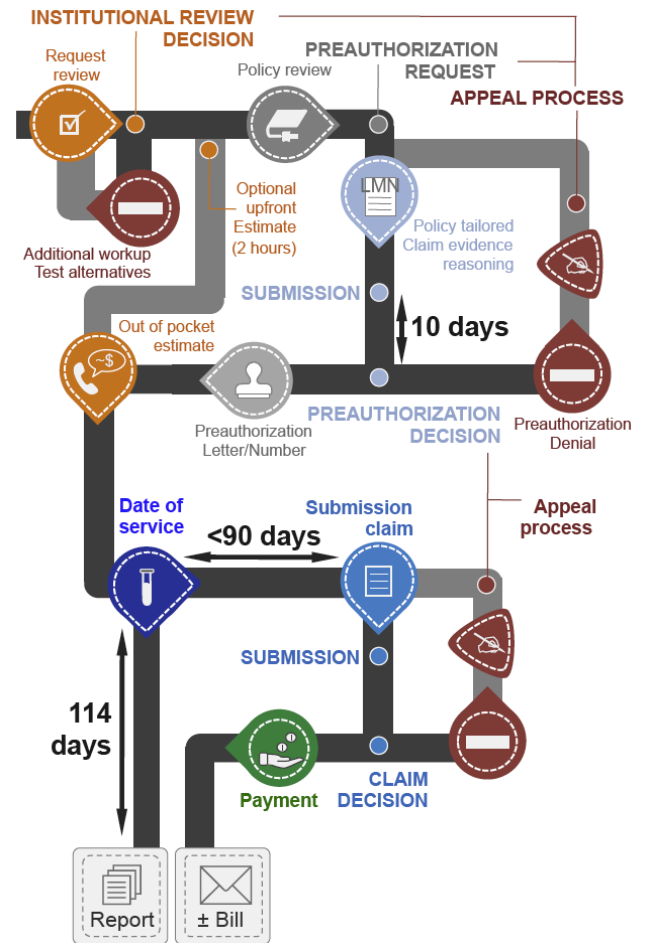 INSTITUTIONAL REVIEW
DECISION
Request
review
Policy review
PREAUTHORIZATION
REQUEST
APPEAL PROCESS
LMN
Optional
upfront
Estimate
(2 hours)
Policy tailored
Claim evidence
reasoning
Additional workup
Test alternatives
SUBMISSION
10 days
Out of pocket
estimate
~$
Preauthorization
Letter/Number
PREAUTHORIZATION
DECISION
Preauthorization
Denial
Date of
service
<90 days
Submission
claim
Appeal
process
SUBMISSION
114
days
Payment
CLAIM
DECISION
Report
± Bill